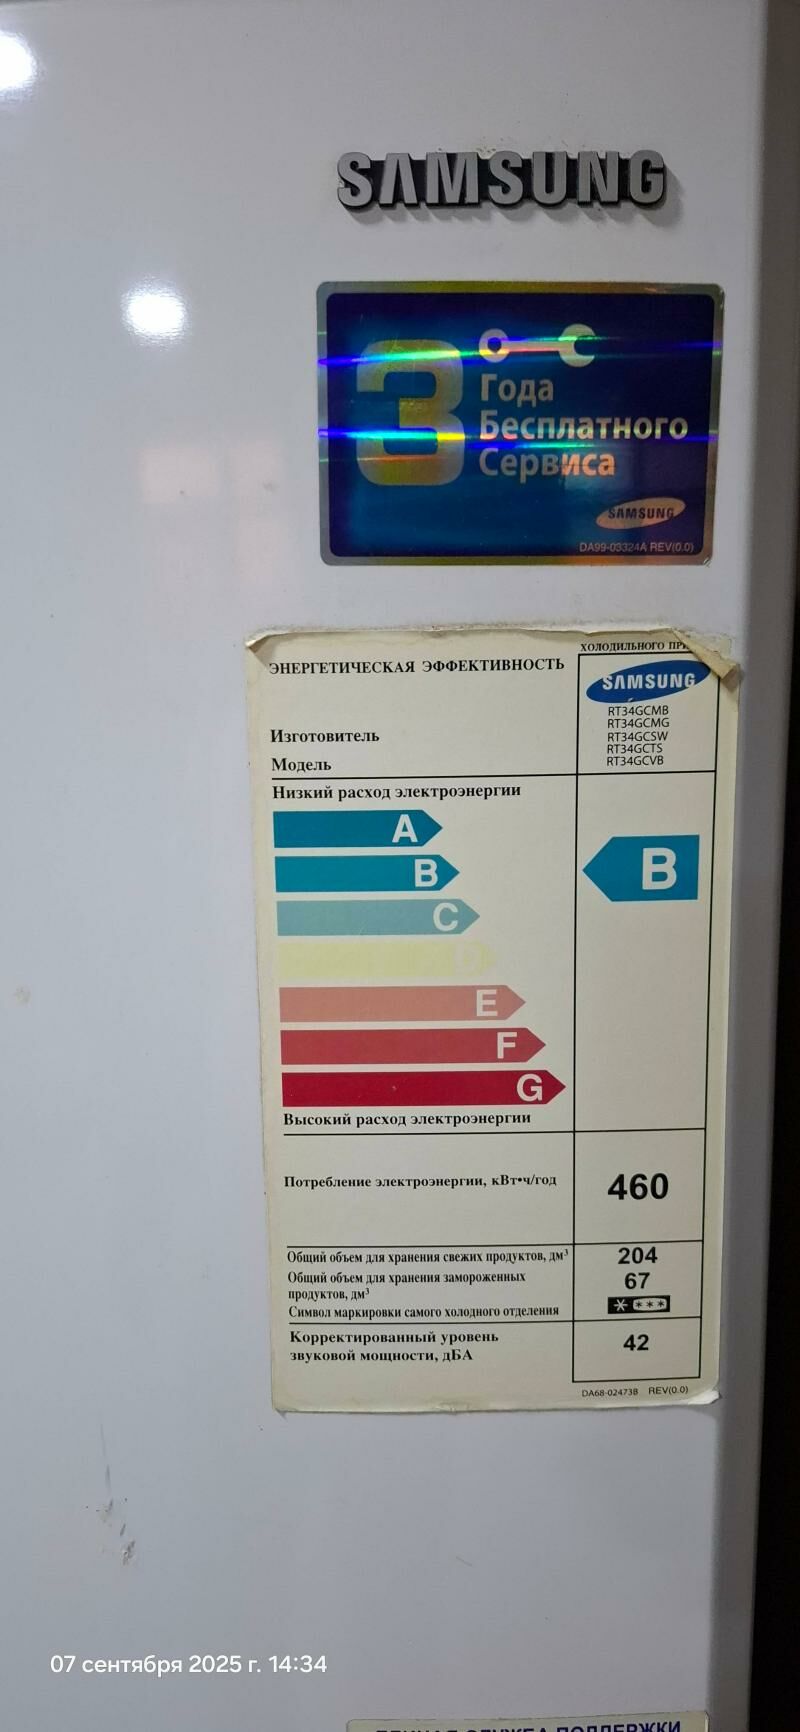 SAMSUNG
3
Года
Бесплатного
Сервиса
SAMSUNG
DA99-03324A REV(0.0)
ХОЛОДИЛЬНОГО
ЭНЕРГЕТИЧЕСКАЯ ЭФФЕКТИВНОСТЬ
SAMSUNG
Изготовитель
Модель
RT34GCMB
RT34GCMG
RT34GCSW
RT34GCTS
RT34GCVB
Низкий расход электроэнергии
A
B
B
C
D
E
F
G
Высокий расход электроэнергии
Потребление электроэнергии, кВт•ч/год 460
Общий объем для хранения свежих продуктов, дм³ 204
Общий объем для хранения замороженных
продуктов, дм³ 67
Символ маркировки самого холодного отделения * ***
Корректированный уровень
звуковой мощности, дБА 42
DA68-02473B REV(0.0)
07 сентября 2025 г. 14:34
СЛУЖБА ПОДДЕРЖКИ